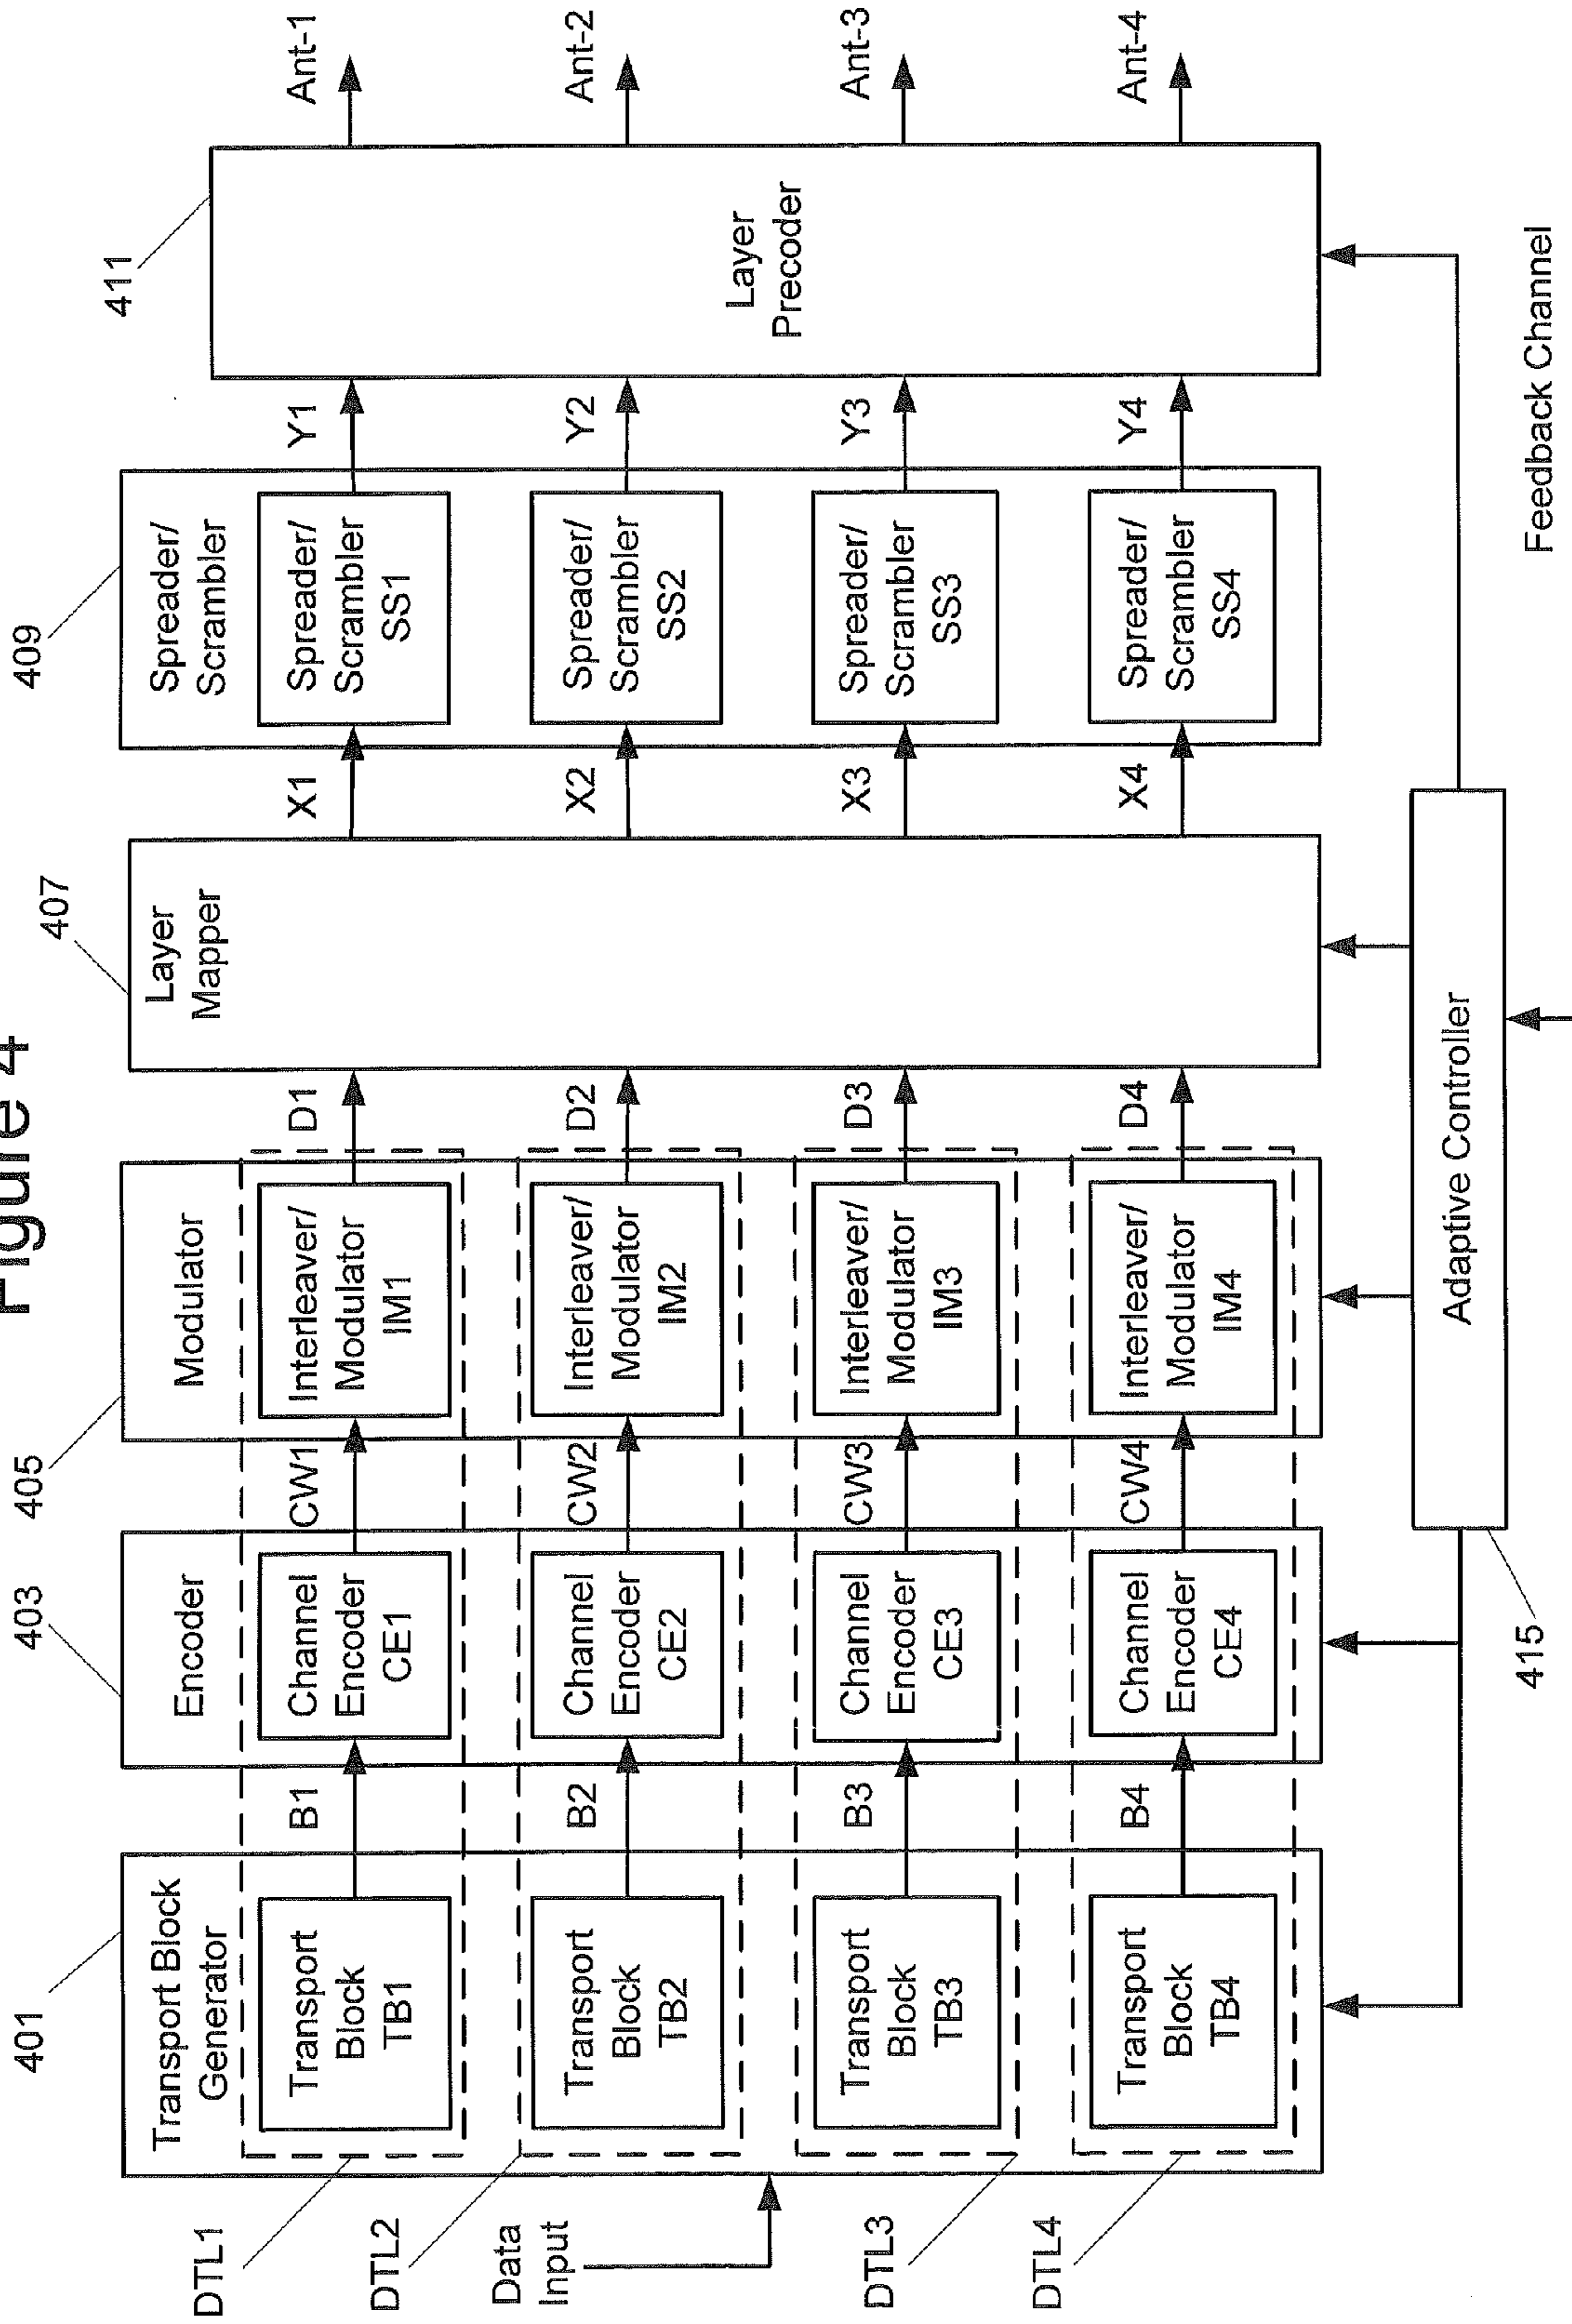 Figure 4
401
403
405
407
409
411
Transport Block
Generator
Encoder
Modulator
Layer
Mapper
Spreader/
Scrambler
Layer
Precoder
DTL1
Transport
Block
TB1
B1
Channel
Encoder
CE1
CW1
Interleaver/
Modulator
IM1
D1
X1
Spreader/
Scrambler
SS1
Y1
Ant-1
DTL2
Transport
Block
TB2
B2
Channel
Encoder
CE2
CW2
Interleaver/
Modulator
IM2
D2
X2
Spreader/
Scrambler
SS2
Y2
Ant-2
Data
Input
DTL3
Transport
Block
TB3
B3
Channel
Encoder
CE3
CW3
Interleaver/
Modulator
IM3
D3
X3
Spreader/
Scrambler
SS3
Y3
Ant-3
DTL4
Transport
Block
TB4
B4
Channel
Encoder
CE4
CW4
Interleaver/
Modulator
IM4
D4
X4
Spreader/
Scrambler
SS4
Y4
Ant-4
415
Adaptive Controller
Feedback Channel